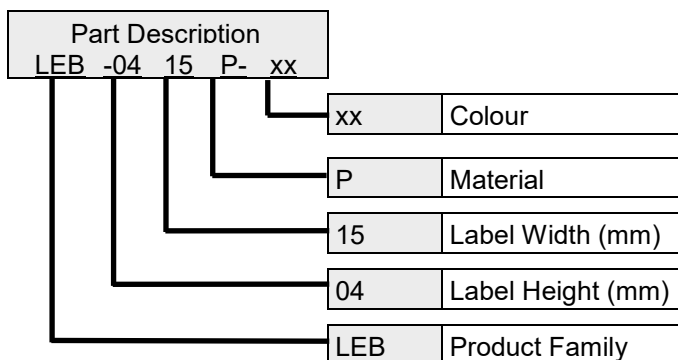 Part Description
LEB -04 15 P- xx
xx Colour
P Material
15 Label Width (mm)
04 Label Height (mm)
LEB Product Family